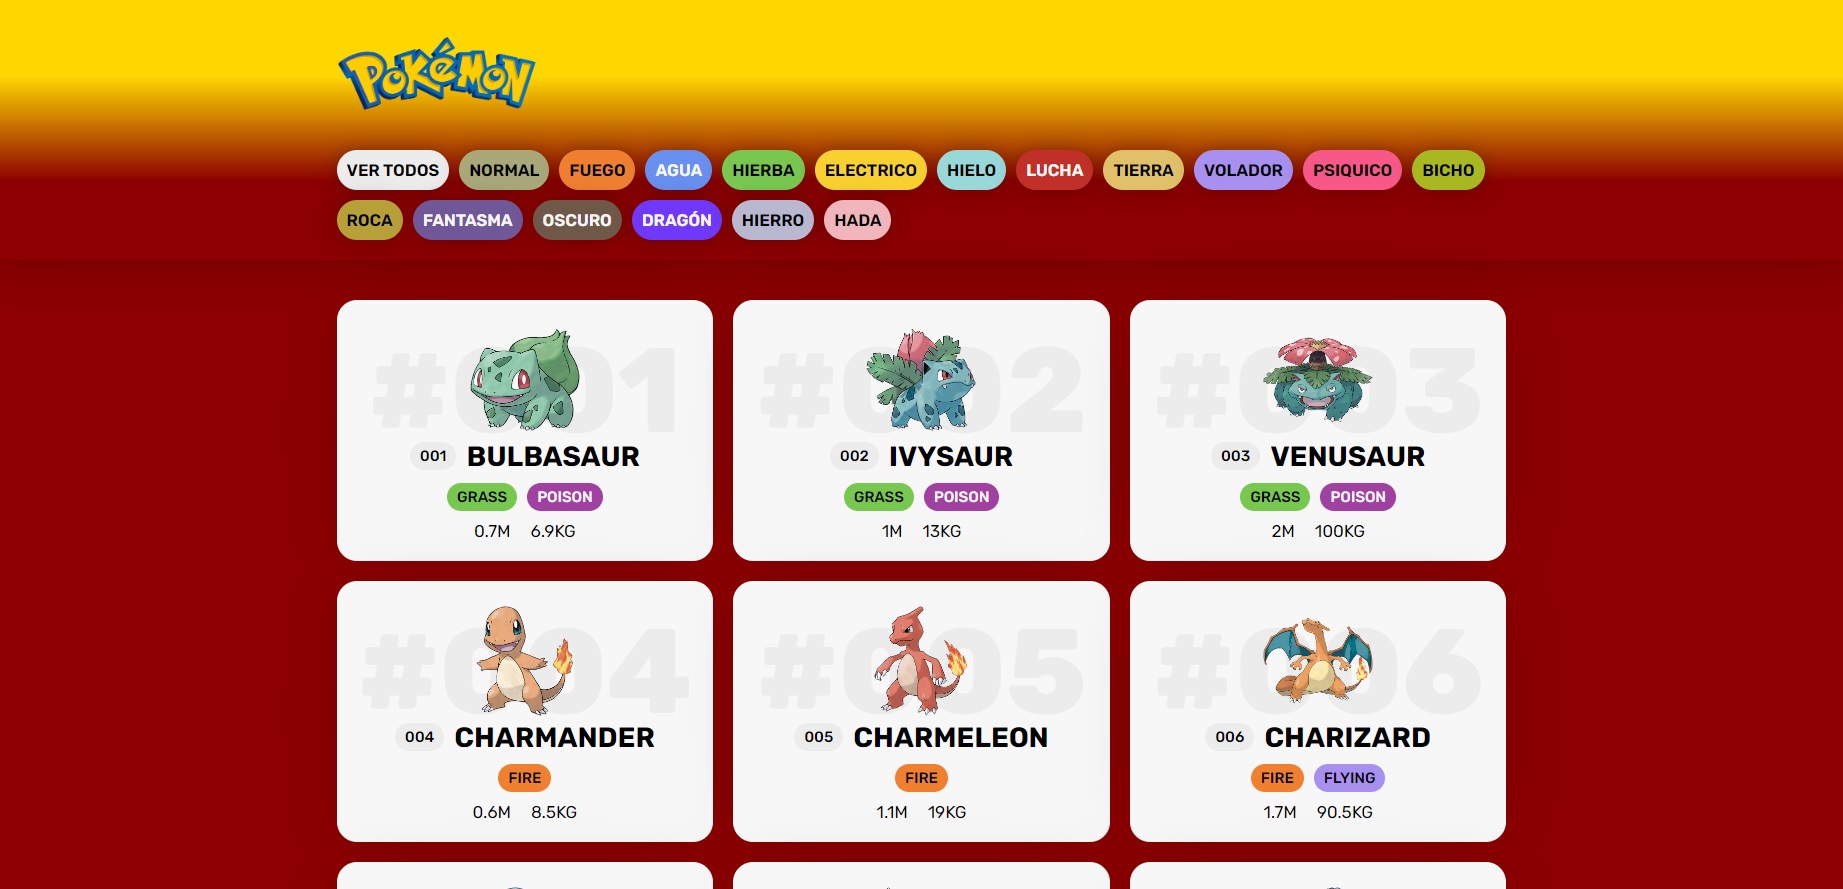 Pokémon
VER TODOS NORMAL FUEGO AGUA HIERBA ELECTRICO HIELO LUCHA TIERRA VOLADOR PSIQUICO BICHO
ROCA FANTASMA OSCURO DRAGÓN HIERRO HADA
#001
001 BULBASAUR
GRASS POISON
0.7M 6.9KG
#002
002 IVYSAUR
GRASS POISON
1M 13KG
#003
003 VENUSAUR
GRASS POISON
2M 100KG
#004
004 CHARMANDER
FIRE
0.6M 8.5KG
#005
005 CHARMELEON
FIRE
1.1M 19KG
#006
006 CHARIZARD
FIRE FLYING
1.7M 90.5KG